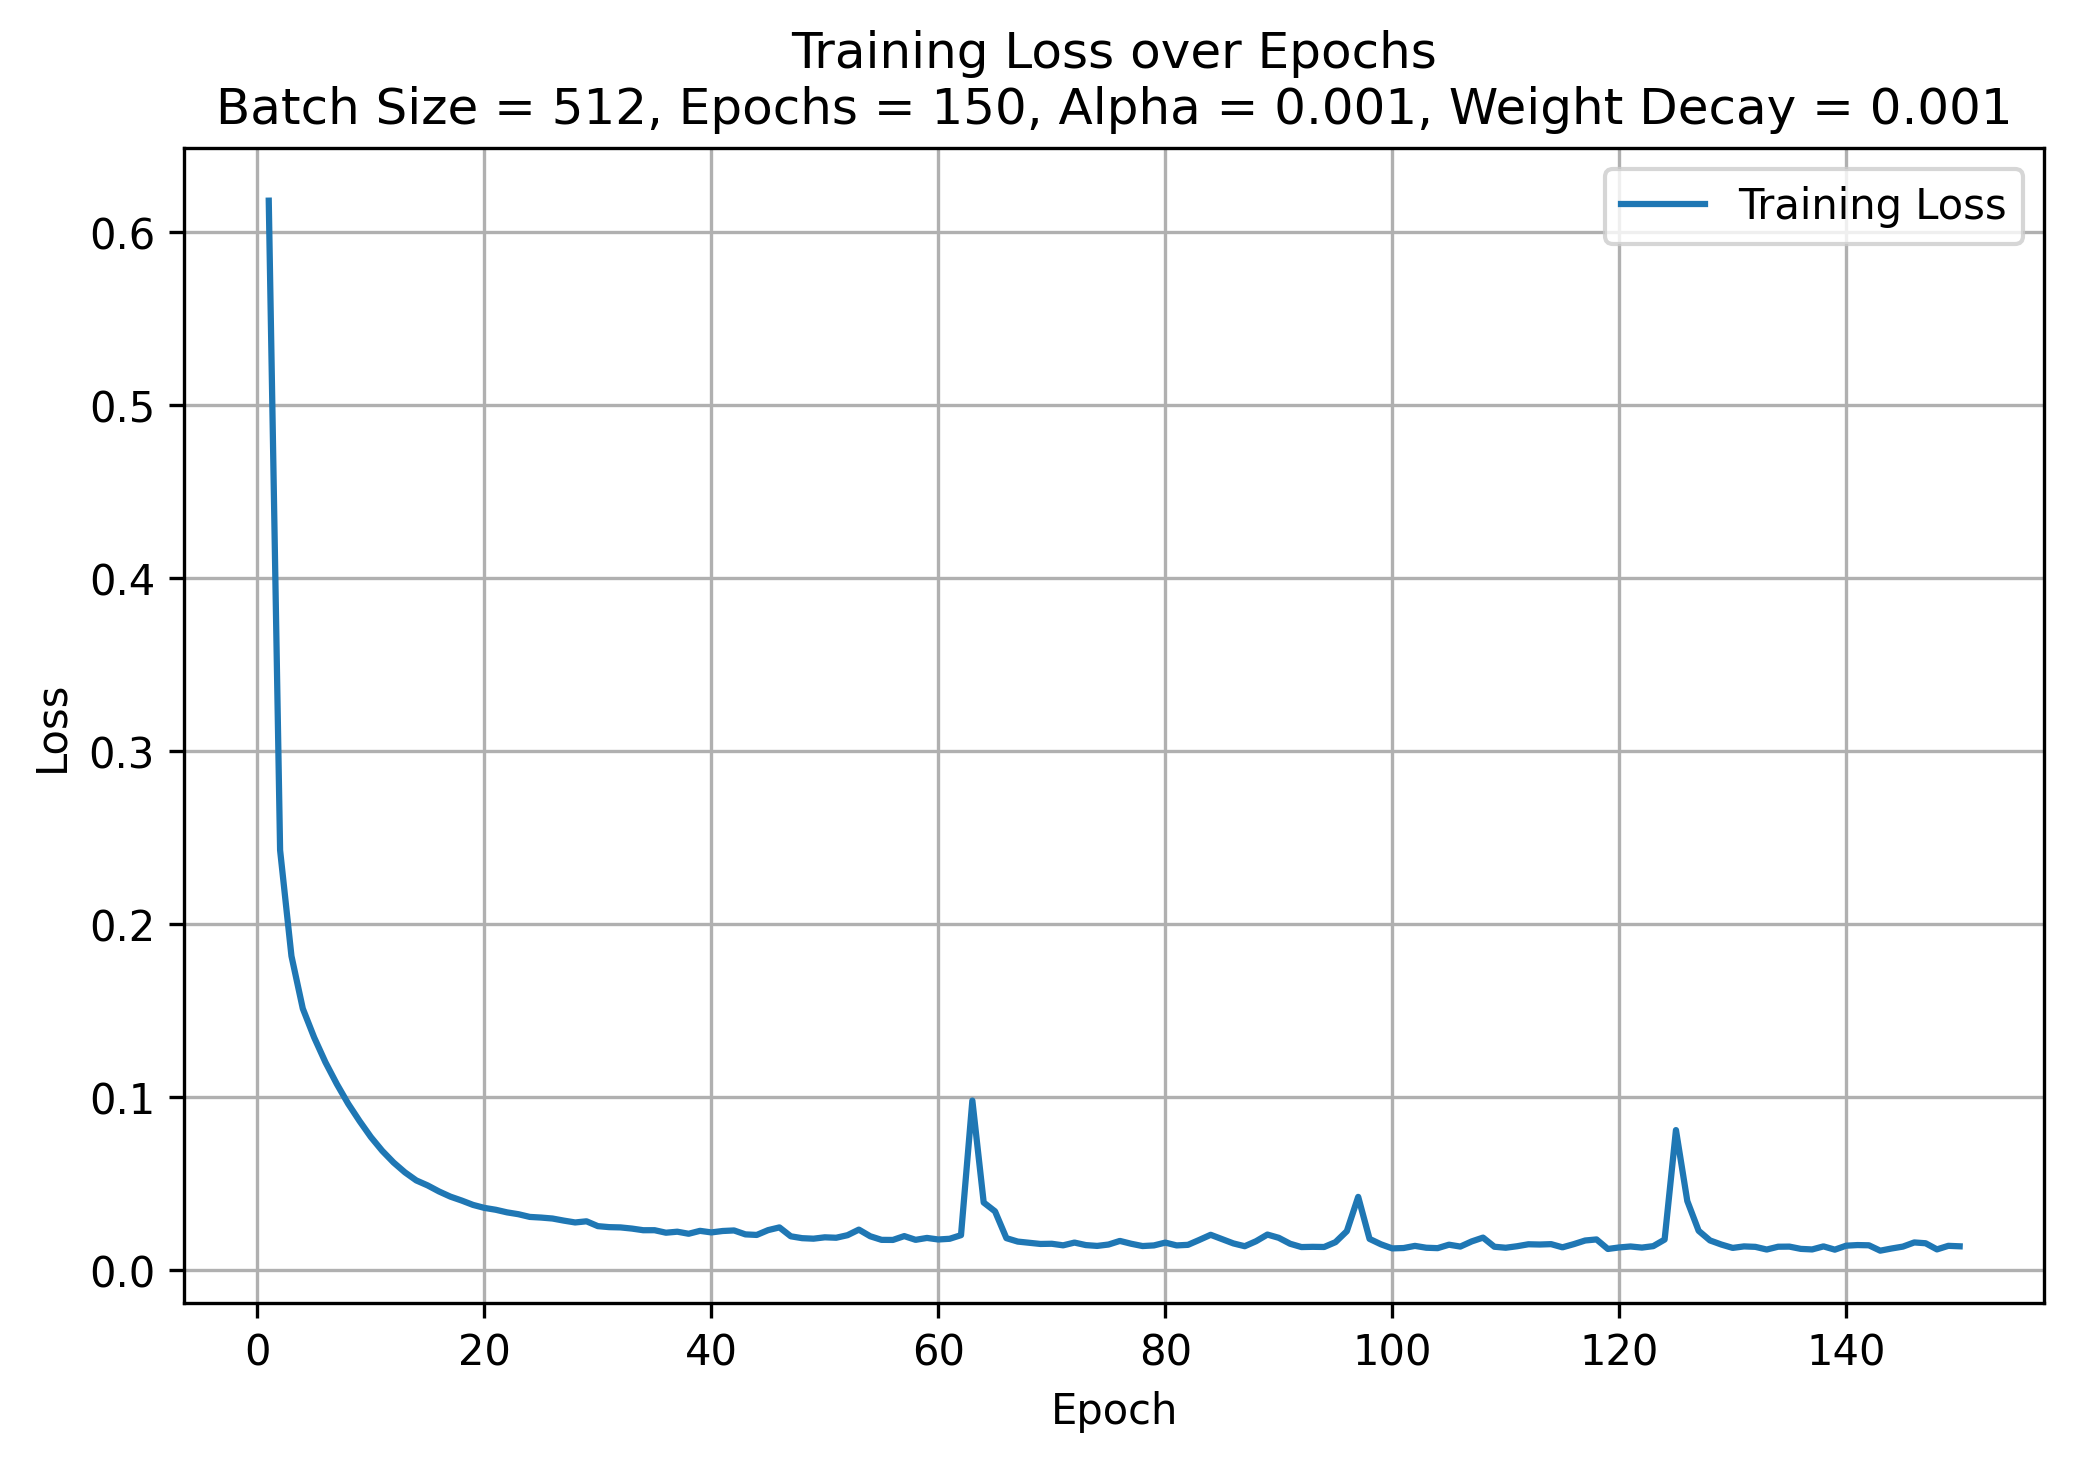 Training Loss over Epochs
Batch Size = 512, Epochs = 150, Alpha = 0.001, Weight Decay = 0.001
Training Loss
0.6
0.5
0.4
0.3
0.2
0.1
0.0
Loss
0 20 40 60 80 100 120 140
Epoch